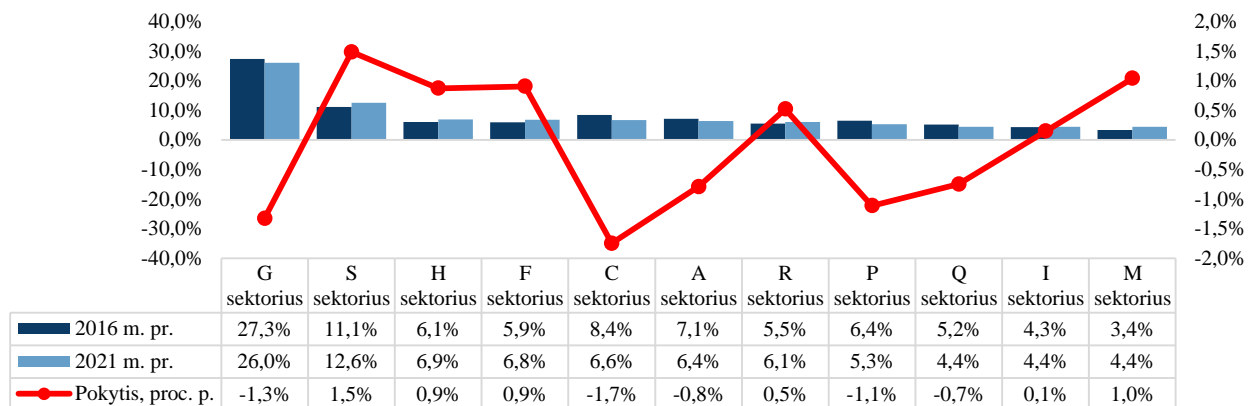 40,0% 2,0%
30,0% 1,5%
20,0% 1,0%
10,0% 0,5%
0,0% 0,0%
-10,0% -0,5%
-20,0% -1,0%
-30,0% -1,5%
-40,0% -2,0%
G S H F C A R P Q I M
sektorius sektorius sektorius sektorius sektorius sektorius sektorius sektorius sektorius sektorius sektorius
2016 m. pr. 27,3% 11,1% 6,1% 5,9% 8,4% 7,1% 5,5% 6,4% 5,2% 4,3% 3,4%
2021 m. pr. 26,0% 12,6% 6,9% 6,8% 6,6% 6,4% 6,1% 5,3% 4,4% 4,4% 4,4%
Pokytis, proc. p. -1,3% 1,5% 0,9% 0,9% -1,7% -0,8% 0,5% -1,1% -0,7% 0,1% 1,0%